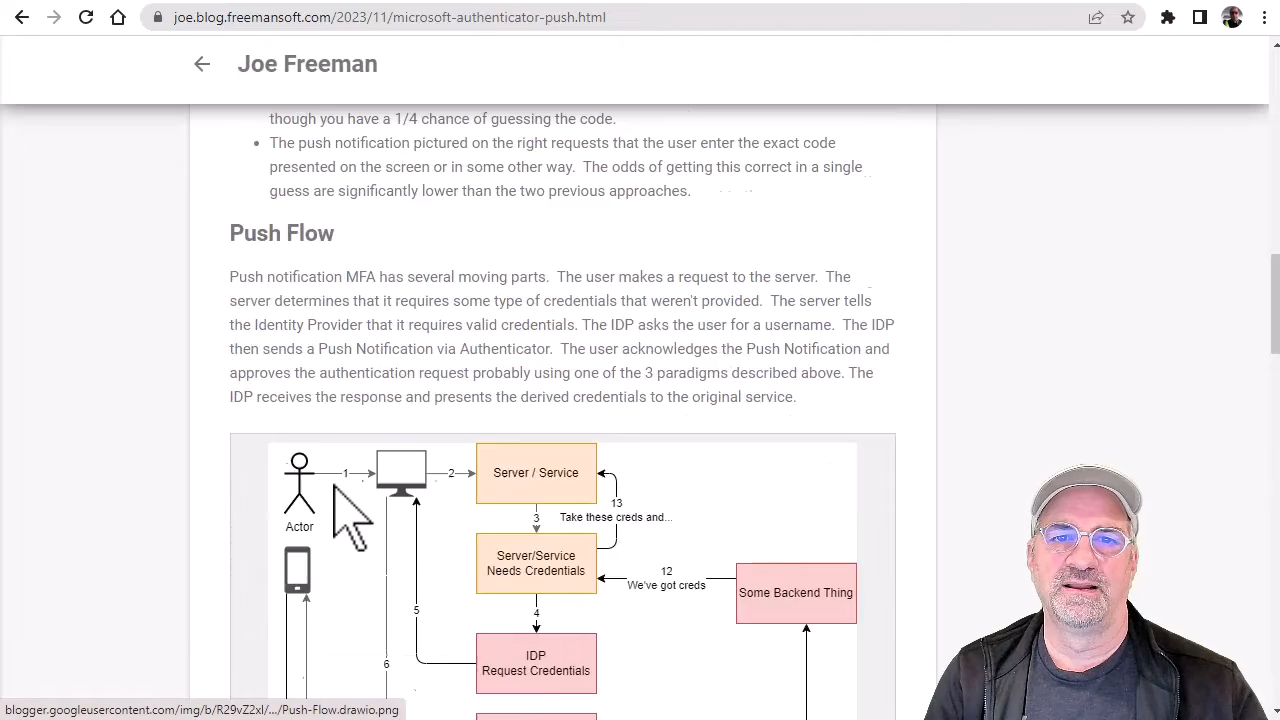 joe.blog.freemansoft.com/2023/11/microsoft-authenticator-push.html
Joe Freeman
though you have a 1/4 chance of guessing the code.
The push notification pictured on the right requests that the user enter the exact code
presented on the screen or in some other way. The odds of getting this correct in a single
guess are significantly lower than the two previous approaches.
Push Flow
Push notification MFA has several moving parts. The user makes a request to the server. The
server determines that it requires some type of credentials that weren't provided. The server tells
the Identity Provider that it requires valid credentials. The IDP asks the user for a username. The IDP
then sends a Push Notification via Authenticator. The user acknowledges the Push Notification and
approves the authentication request probably using one of the 3 paradigms described above. The
IDP receives the response and presents the derived credentials to the original service.
1
2
Server / Service
Actor
3
13
Take these creds and...
Server/Service
Needs Credentials
12
We've got creds
Some Backend Thing
5
4
6
IDP
Request Credentials
blogger.googleusercontent.com/img/b/R29vZ2xl/.../Push-Flow.drawio.png